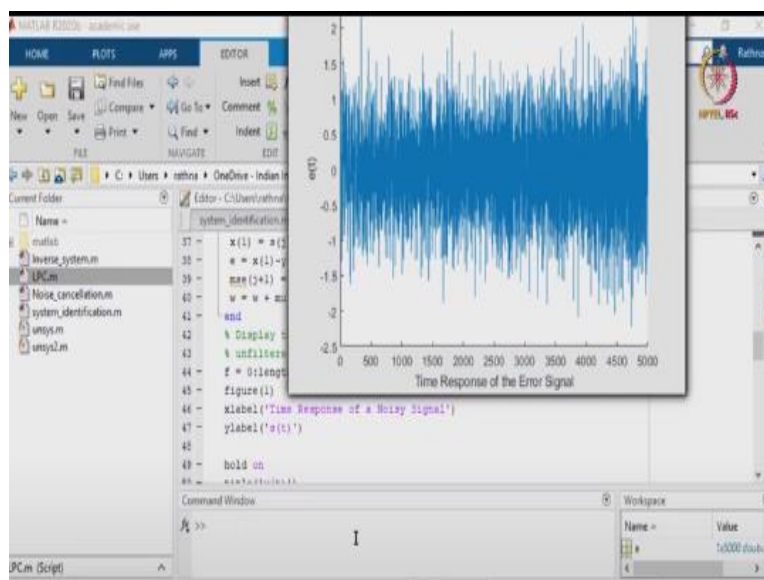 MATLAB R2020b - academic use
HOME PLOTS APPS EDITOR
Rathno
New Open Save
Find Files
Compare
Print
Go To
Find
Insert
Comment
Indent
FILE NAVIGATE EDIT
C: Users rathna OneDrive - Indian In
NPTEL, IISc
Current Folder
Name
matlab
Inverse_system.m
LPC.m
Noise_cancellation.m
system_identification.m
unsys.m
unsys2.m
LPC.m (Script)
Editor - C:\Users\rathna
system_identification.m
37 - x(1) = s(j
38 - e = x(1)-y
39 - mse(j+1) =
40 - w = w + mu
41 - end
42 % Display t
43 % unfiltere
44 - f = 0:lengt
45 - figure(1)
46 - xlabel('Time Response of a Noisy Signal')
47 - ylabel('s(t)')
48
49 - hold on
2
1.5
1
0.5
0
-0.5
-1
-1.5
-2
-2.5
e(t)
0 500 1000 1500 2000 2500 3000 3500 4000 4500 5000
Time Response of the Error Signal
Command Window
fx >>
Workspace
Name Value
1x5000 doub